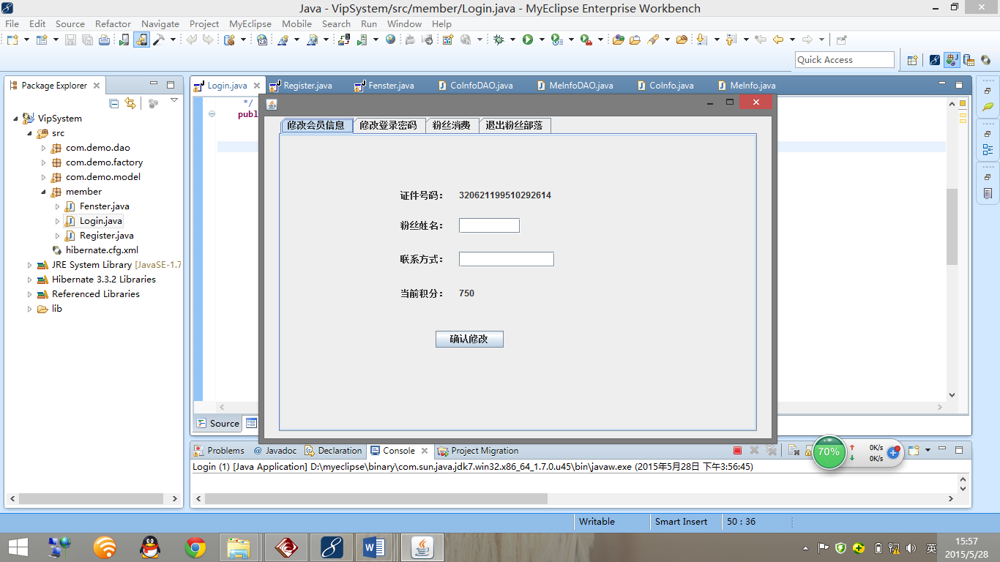 Java - VipSystem/src/member/Login.java - MyEclipse Enterprise Workbench
File Edit Source Refactor Navigate Project MyEclipse Mobile Search Run Window Help
Quick Access
Package Explorer
VipSystem
src
com.demo.dao
com.demo.factory
com.demo.model
member
Fenster.java
Login.java
Register.java
hibernate.cfg.xml
JRE System Library [JavaSE-1.7
Hibernate 3.3.2 Libraries
Referenced Libraries
lib
Login.java Register.java Fenster.java CoInfoDAO.java MeInfoDAO.java CoInfo.java MeInfo.java
*/
publ
修改会员信息 修改登录密码 粉丝消费 退出粉丝部落
证件号码： 320621199510292614
粉丝姓名：
联系方式：
当前积分： 750
确认修改
Source
Problems @ Javadoc Declaration Console Project Migration
Login (1) [Java Application] D:\myeclipse\binary\com.sun.java.jdk7.win32.x86_64_1.7.0.u45\bin\javaw.exe (2015年5月28日 下午3:56:45)
70%
0K/s
0K/s
Writable Smart Insert 50 : 36
英
15:57
2015/5/28